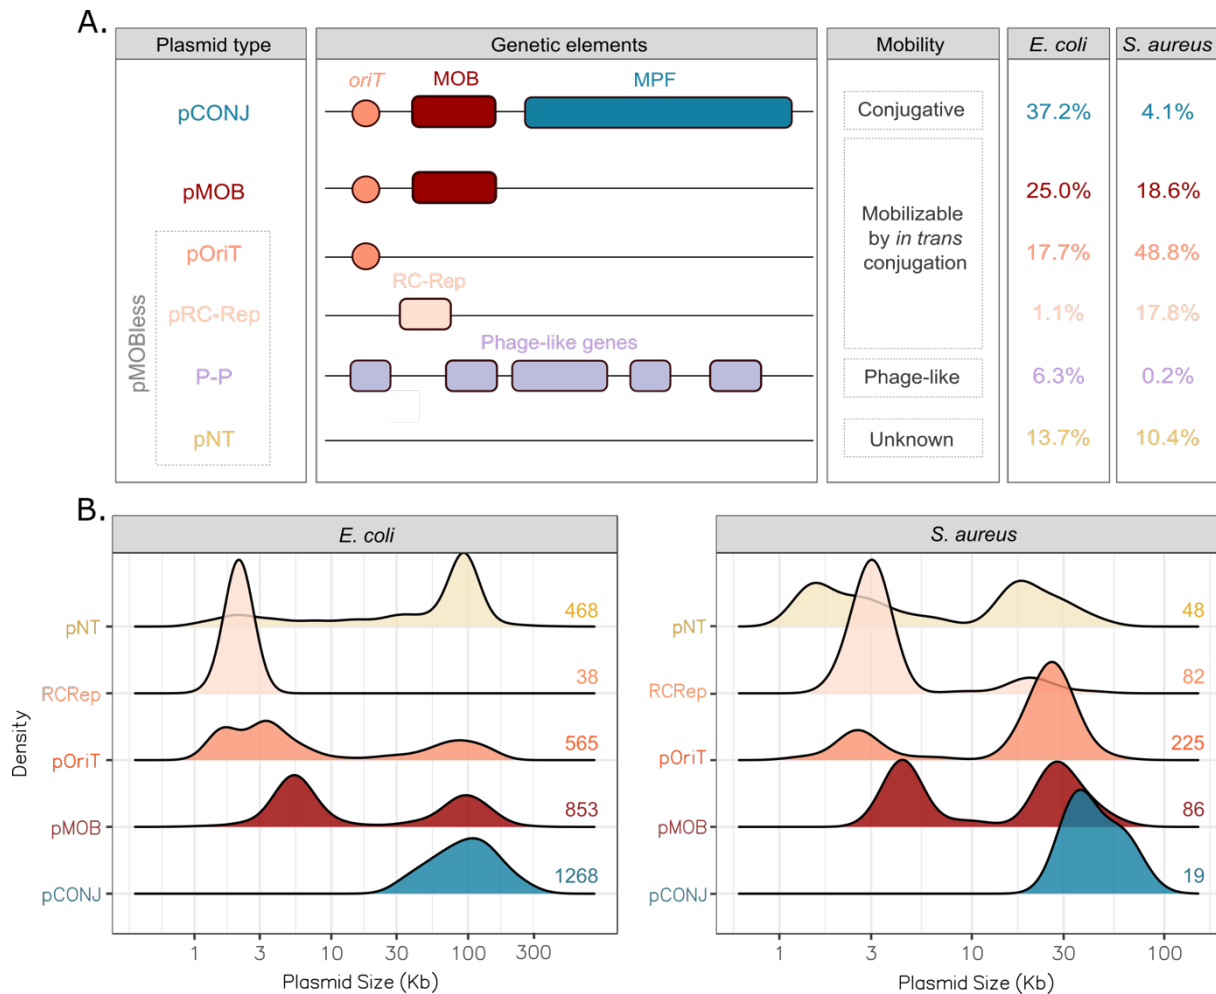 A.
Plasmid type Genetic elements Mobility E. coli S. aureus
oriT MOB MPF
pCONJ Conjugative 37.2% 4.1%
pMOB 25.0% 18.6%
Mobilizable
by in trans
conjugation
pMOBless
pOriT 17.7% 48.8%
RC-Rep
pRC-Rep 1.1% 17.8%
Phage-like genes
P-P Phage-like 6.3% 0.2%
pNT Unknown 13.7% 10.4%
B.
E. coli
Density
pNT 468
RCRep 38
pOriT 565
pMOB 853
pCONJ 1268
1 3 10 30 100 300
Plasmid Size (Kb)
S. aureus
pNT 48
RCRep 82
pOriT 225
pMOB 86
pCONJ 19
1 3 10 30 100
Plasmid Size (Kb)